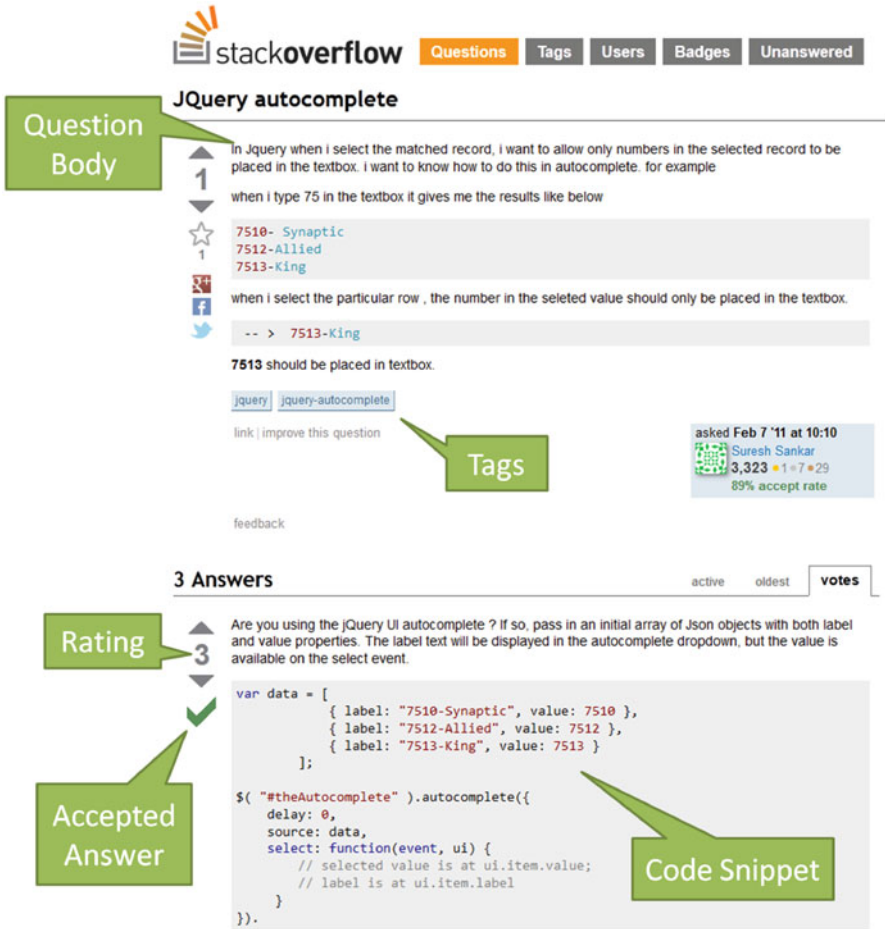 stackoverflow Questions Tags Users Badges Unanswered
JQuery autocomplete
Question
Body
In Jquery when i select the matched record, i want to allow only numbers in the selected record to be
placed in the textbox. i want to know how to do this in autocomplete. for example
1
when i type 75 in the textbox it gives me the results like below
7510- Synaptic
7512-Allied
7513-King
1
g+
f
when i select the particular row , the number in the seleted value should only be placed in the textbox.
-- > 7513-King
7513 should be placed in textbox.
jquery jquery-autocomplete
link | improve this question
Tags
asked Feb 7 '11 at 10:10
Suresh Sankar
3,323 1 7 29
89% accept rate
feedback
3 Answers
active oldest votes
Rating
3
Are you using the jQuery UI autocomplete ? If so, pass in an initial array of Json objects with both label
and value properties. The label text will be displayed in the autocomplete dropdown, but the value is
available on the select event.
var data = [
{ label: "7510-Synaptic", value: 7510 },
{ label: "7512-Allied", value: 7512 },
{ label: "7513-King", value: 7513 }
];
Accepted
Answer
$( "#theAutocomplete" ).autocomplete({
delay: 0,
source: data,
select: function(event, ui) {
// selected value is at ui.item.value;
// label is at ui.item.label
}
}).
Code Snippet